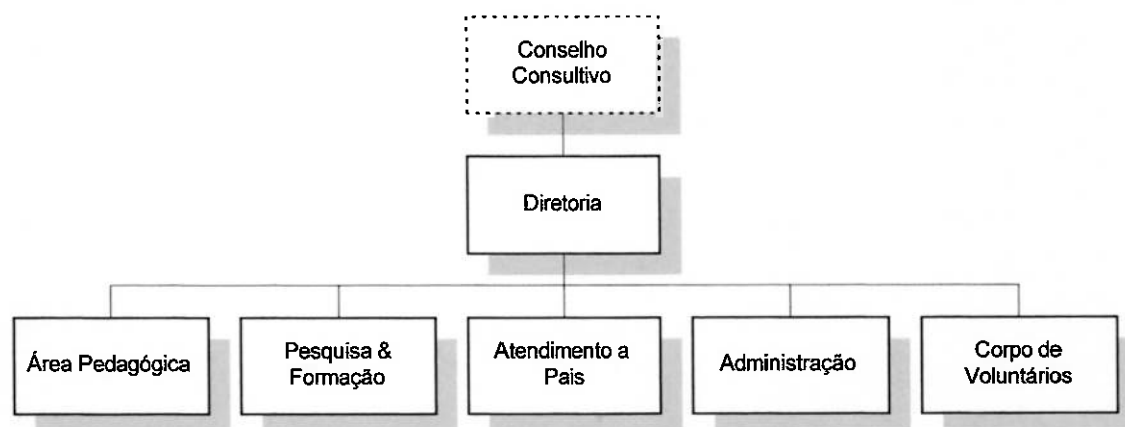 Conselho
Consultivo
Diretoria
Área Pedagógica
Pesquisa &
Formação
Atendimento a
Pais
Administração
Corpo de
Voluntários